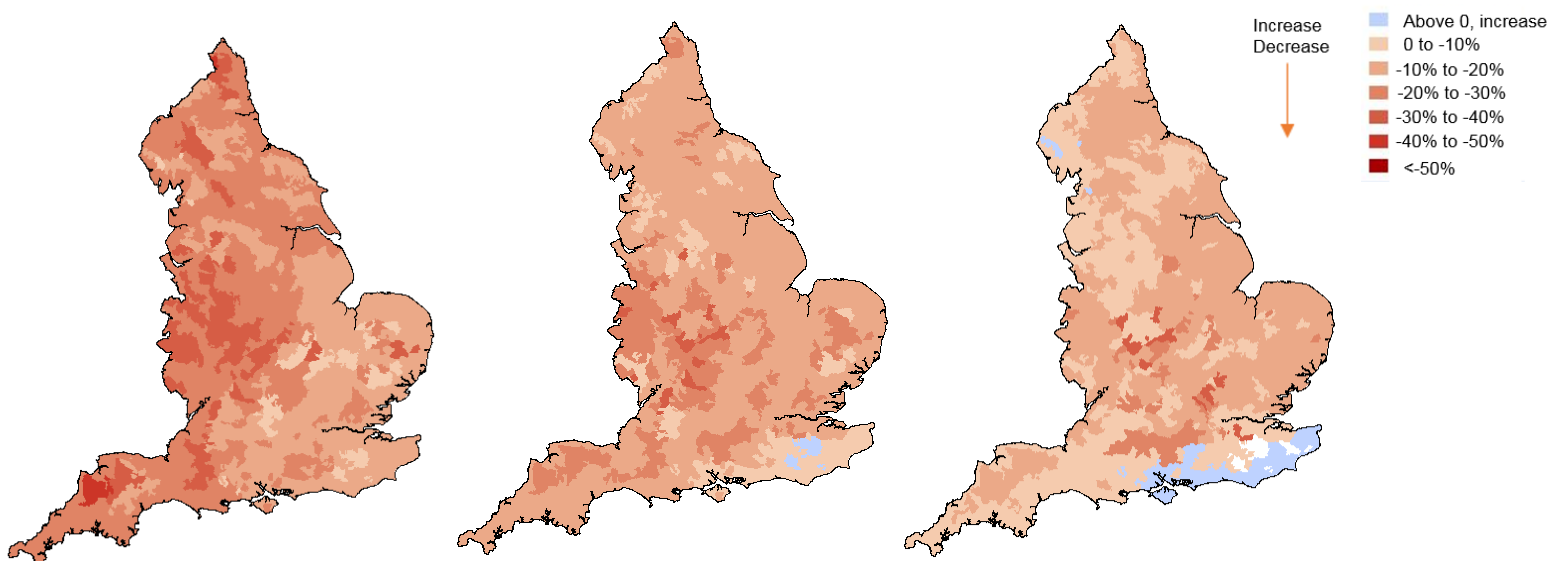 Increase
Decrease
Above 0, increase
0 to -10%
-10% to -20%
-20% to -30%
-30% to -40%
-40% to -50%
<-50%